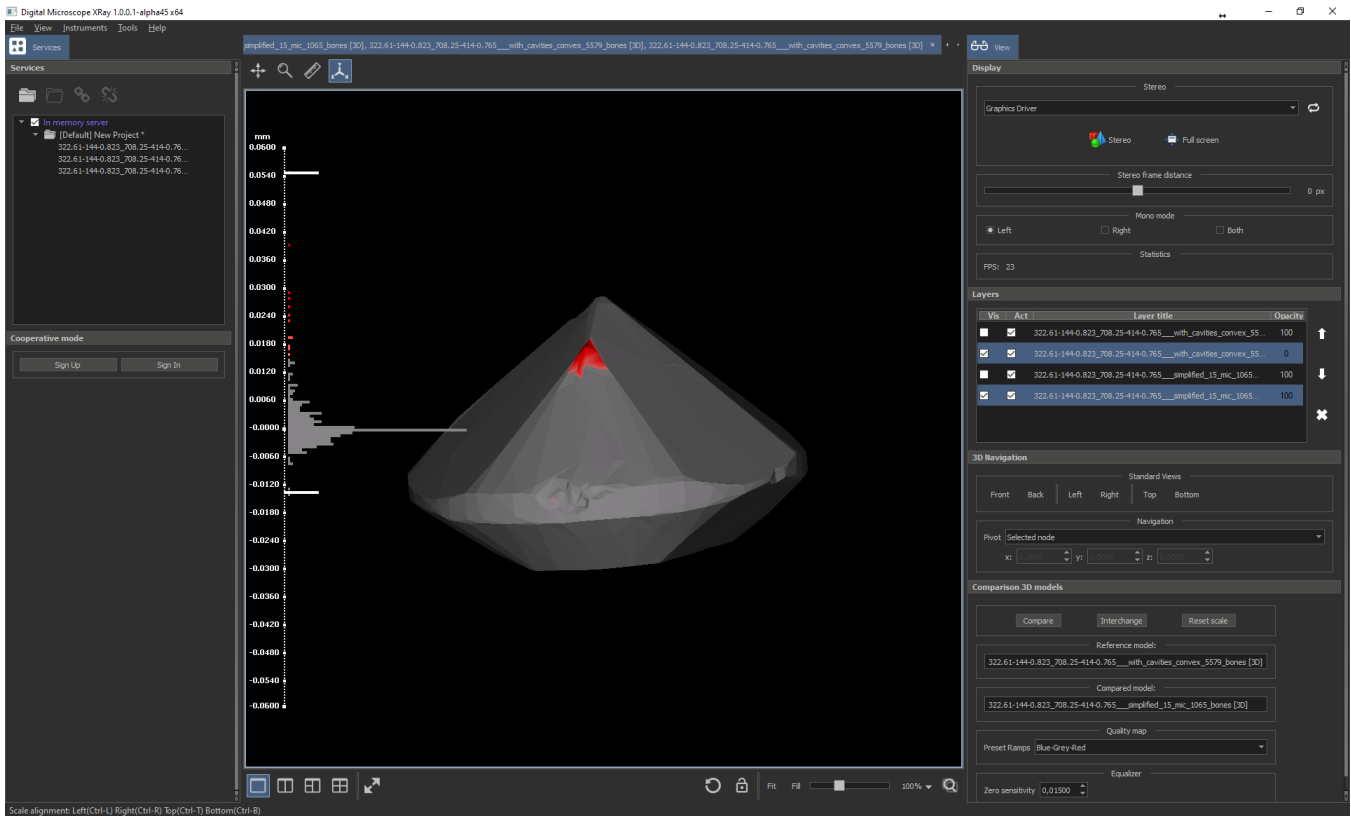 Digital Microscope XRay 1.0.0.1-alpha45 x64
File View Instruments Tools Help
Services
simplified_15_mic_1065_bones [3D], 322.61-144-0.823_708.25-414-0.765___with_cavities_convex_5579_bones [3D], 322.61-144-0.823_708.25-414-0.765___with_cavities_convex_5579_bones [3D]
View
Services
In memory server
[Default] New Project *
322.61-144-0.823_708.25-414-0.76...
322.61-144-0.823_708.25-414-0.76...
322.61-144-0.823_708.25-414-0.76...
Cooperative mode
Sign Up Sign In
mm
0.0600
0.0540
0.0480
0.0420
0.0360
0.0300
0.0240
0.0180
0.0120
0.0060
-0.0000
-0.0060
-0.0120
-0.0180
-0.0240
-0.0300
-0.0360
-0.0420
-0.0480
-0.0540
-0.0600
Fit Fill 100%
Display
Stereo
Graphics Driver
Stereo Full screen
Stereo frame distance
0 px
Mono mode
Left Right Both
Statistics
FPS: 23
Layers
Vis Act Layer title Opacity
322.61-144-0.823_708.25-414-0.765___with_cavities_convex_55... 100
322.61-144-0.823_708.25-414-0.765___with_cavities_convex_55... 0
322.61-144-0.823_708.25-414-0.765___simplified_15_mic_1065... 100
322.61-144-0.823_708.25-414-0.765___simplified_15_mic_1065... 100
3D Navigation
Standard Views
Front Back Left Right Top Bottom
Navigation
Pivot Selected node
x: 0,0000 y: 0,0000 z: 0,0000
Comparison 3D models
Compare Interchange Reset scale
Reference model:
322.61-144-0.823_708.25-414-0.765___with_cavities_convex_5579_bones [3D]
Compared model:
322.61-144-0.823_708.25-414-0.765___simplified_15_mic_1065_bones [3D]
Quality map
Preset Ramps Blue-Grey-Red
Equalizer
Zero sensitivity 0,01500
Scale alignment: Left(Ctrl-L) Right(Ctrl-R) Top(Ctrl-T) Bottom(Ctrl-B)